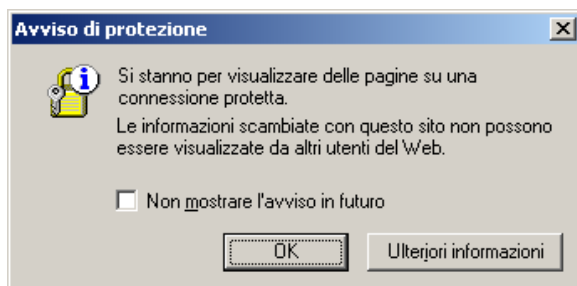 Avviso di protezione
Si stanno per visualizzare delle pagine su una
connessione protetta.
Le informazioni scambiate con questo sito non possono
essere visualizzate da altri utenti del Web.
Non mostrare l'avviso in futuro
OK
Ulteriori informazioni